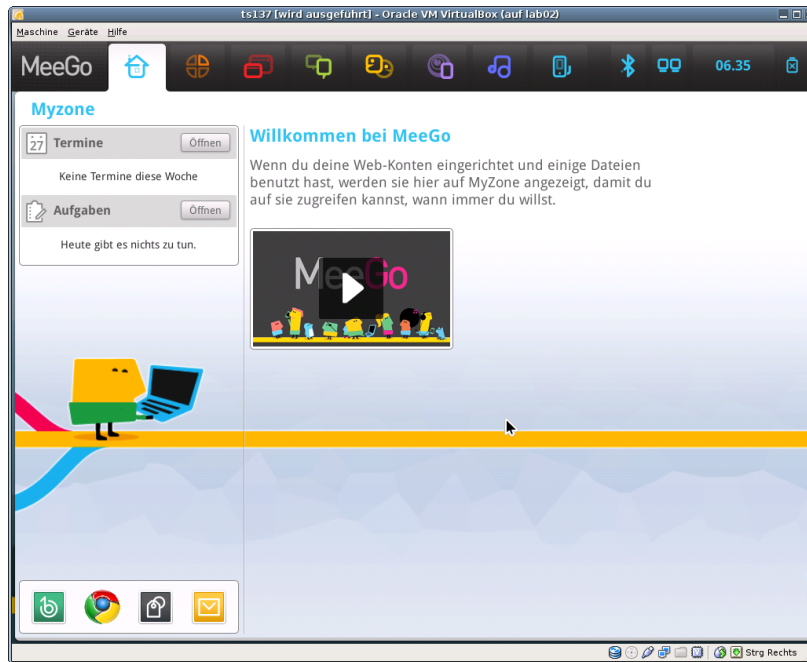 ts137 [wird ausgeführt] - Oracle VM VirtualBox (auf lab02)
Maschine Geräte Hilfe
MeeGo
06.35
Myzone
27 Termine Öffnen
Keine Termine diese Woche
Aufgaben Öffnen
Heute gibt es nichts zu tun.
Willkommen bei MeeGo
Wenn du deine Web-Konten eingerichtet und einige Dateien
benutzt hast, werden sie hier auf MyZone angezeigt, damit du
auf sie zugreifen kannst, wann immer du willst.
MeeGo
Strg Rechts